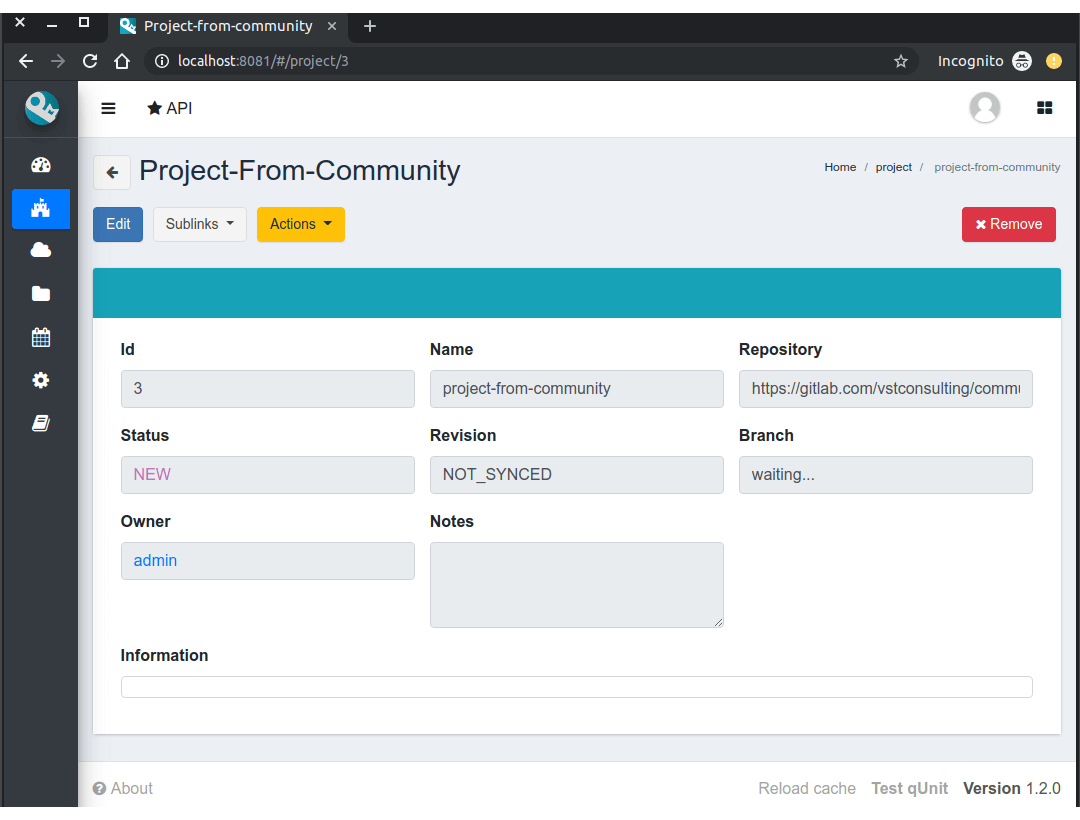 Project-from-community
localhost:8081/#/project/3
Incognito
API
Project-From-Community
Home / project / project-from-community
Edit
Sublinks
Actions
Remove
Id
Name
Repository
3
project-from-community
https://gitlab.com/vstconsulting/commu
Status
Revision
Branch
NEW
NOT_SYNCED
waiting...
Owner
Notes
admin
Information
About
Reload cache
Test qUnit
Version 1.2.0